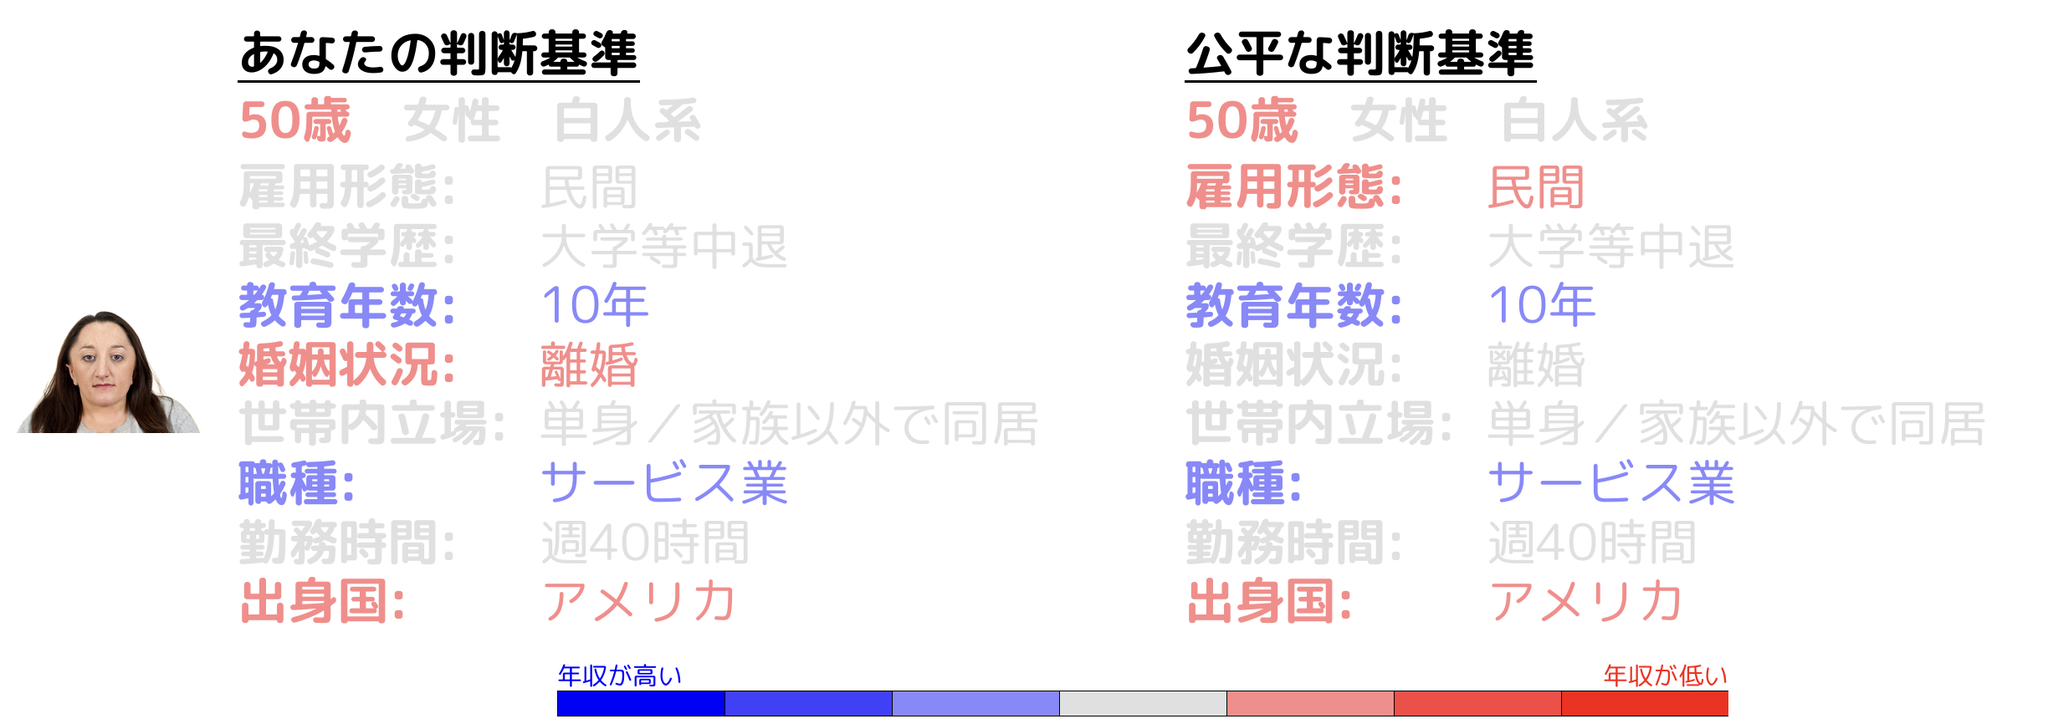 あなたの判断基準
50歳 女性 白人系
雇用形態: 民間
最終学歴: 大学等中退
教育年数: 10年
婚姻状況: 離婚
世帯内立場: 単身／家族以外で同居
職種: サービス業
勤務時間: 週40時間
出身国: アメリカ
公平な判断基準
50歳 女性 白人系
雇用形態: 民間
最終学歴: 大学等中退
教育年数: 10年
婚姻状況: 離婚
世帯内立場: 単身／家族以外で同居
職種: サービス業
勤務時間: 週40時間
出身国: アメリカ
年収が高い
年収が低い